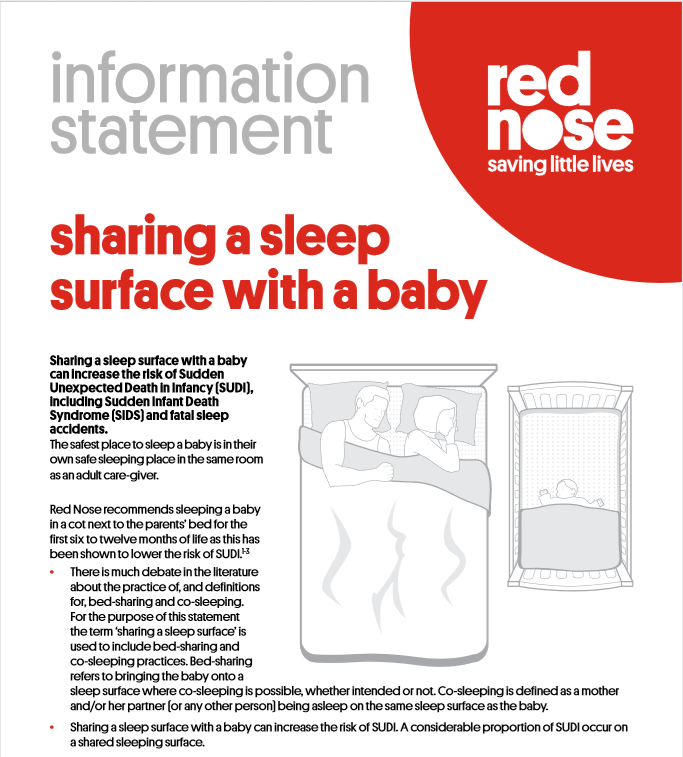 information
statement
red
nose
saving little lives
sharing a sleep
surface with a baby
Sharing a sleep surface with a baby
can increase the risk of Sudden
Unexpected Death in Infancy (SUDI),
including Sudden Infant Death
Syndrome (SIDS) and fatal sleep
accidents.
The safest place to sleep a baby is in their
own safe sleeping place in the same room
as an adult care-giver.
Red Nose recommends sleeping a baby
in a cot next to the parents' bed for the
first six to twelve months of life as this has
been shown to lower the risk of SUDI.1-3
• There is much debate in the literature
about the practice of, and definitions
for, bed-sharing and co-sleeping.
For the purpose of this statement
the term 'sharing a sleep surface' is
used to include bed-sharing and
co-sleeping practices. Bed-sharing
refers to bringing the baby onto a
sleep surface where co-sleeping is possible, whether intended or not. Co-sleeping is defined as a mother
and/or her partner (or any other person) being asleep on the same sleep surface as the baby.
• Sharing a sleep surface with a baby can increase the risk of SUDI. A considerable proportion of SUDI occur on
a shared sleeping surface.